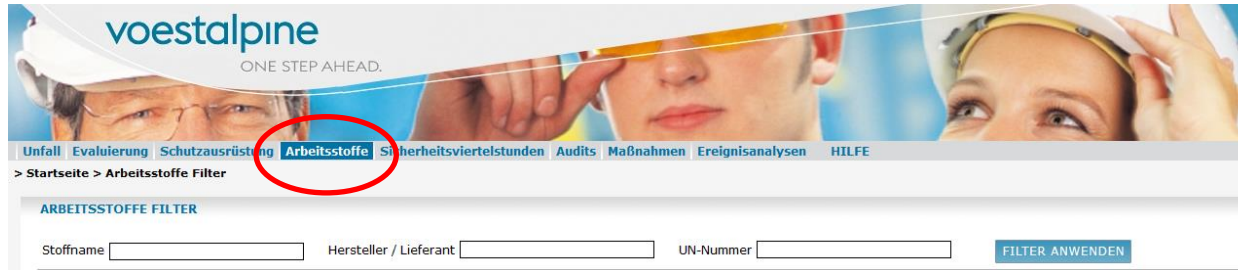 voestalpine
ONE STEP AHEAD.
Unfall Evaluierung Schutzausrüstung Arbeitsstoffe Sicherheitsviertelstunden Audits Maßnahmen Ereignisanalysen HILFE
> Startseite > Arbeitsstoffe Filter
ARBEITSSTOFFE FILTER
Stoffname Hersteller / Lieferant UN-Nummer FILTER ANWENDEN